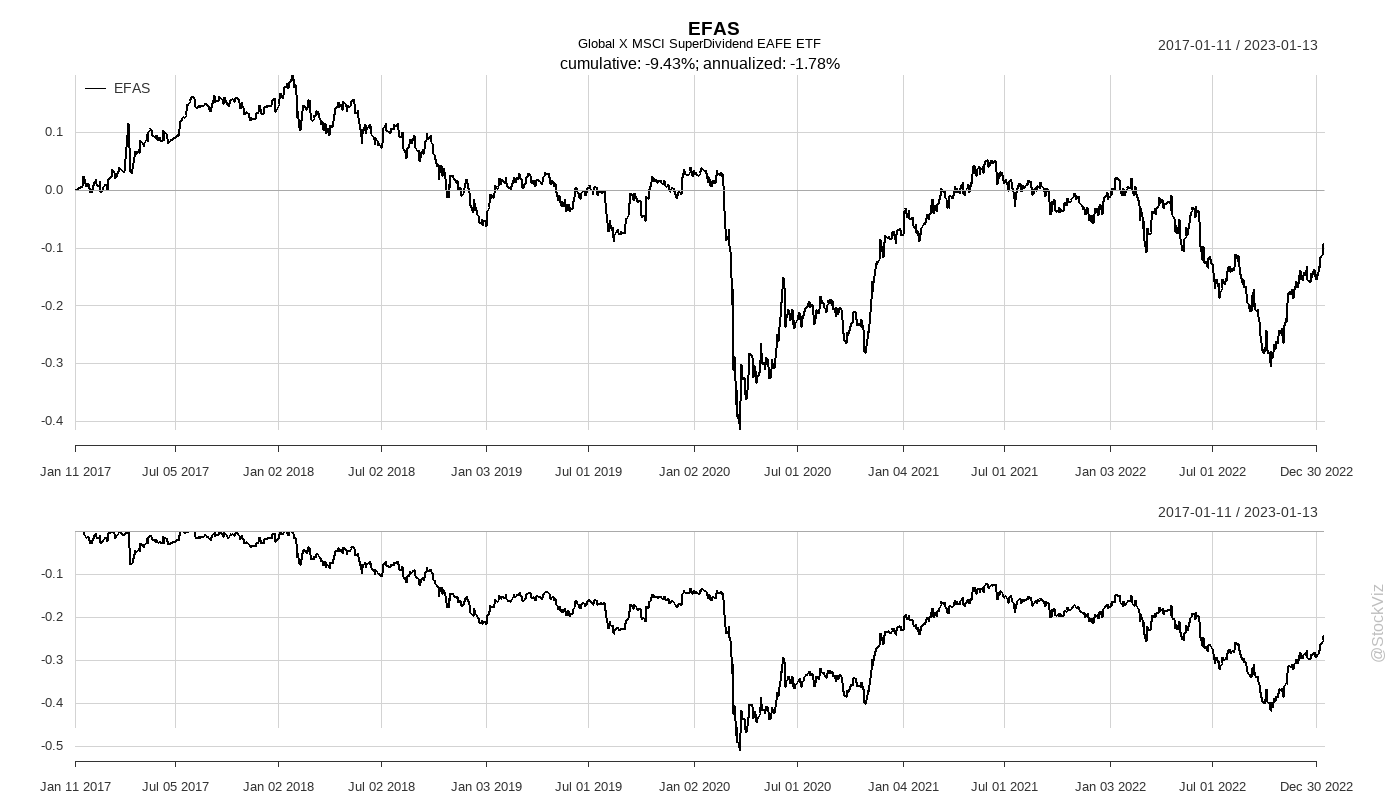 EFAS
Global X MSCI SuperDividend EAFE ETF
2017-01-11 / 2023-01-13
cumulative: -9.43%; annualized: -1.78%
EFAS
0.1
0.0
-0.1
-0.2
-0.3
-0.4
Jan 11 2017 Jul 05 2017 Jan 02 2018 Jul 02 2018 Jan 03 2019 Jul 01 2019 Jan 02 2020 Jul 01 2020 Jan 04 2021 Jul 01 2021 Jan 03 2022 Jul 01 2022 Dec 30 2022
2017-01-11 / 2023-01-13
-0.1
-0.2
-0.3
-0.4
-0.5
Jan 11 2017 Jul 05 2017 Jan 02 2018 Jul 02 2018 Jan 03 2019 Jul 01 2019 Jan 02 2020 Jul 01 2020 Jan 04 2021 Jul 01 2021 Jan 03 2022 Jul 01 2022 Dec 30 2022
@StockViz